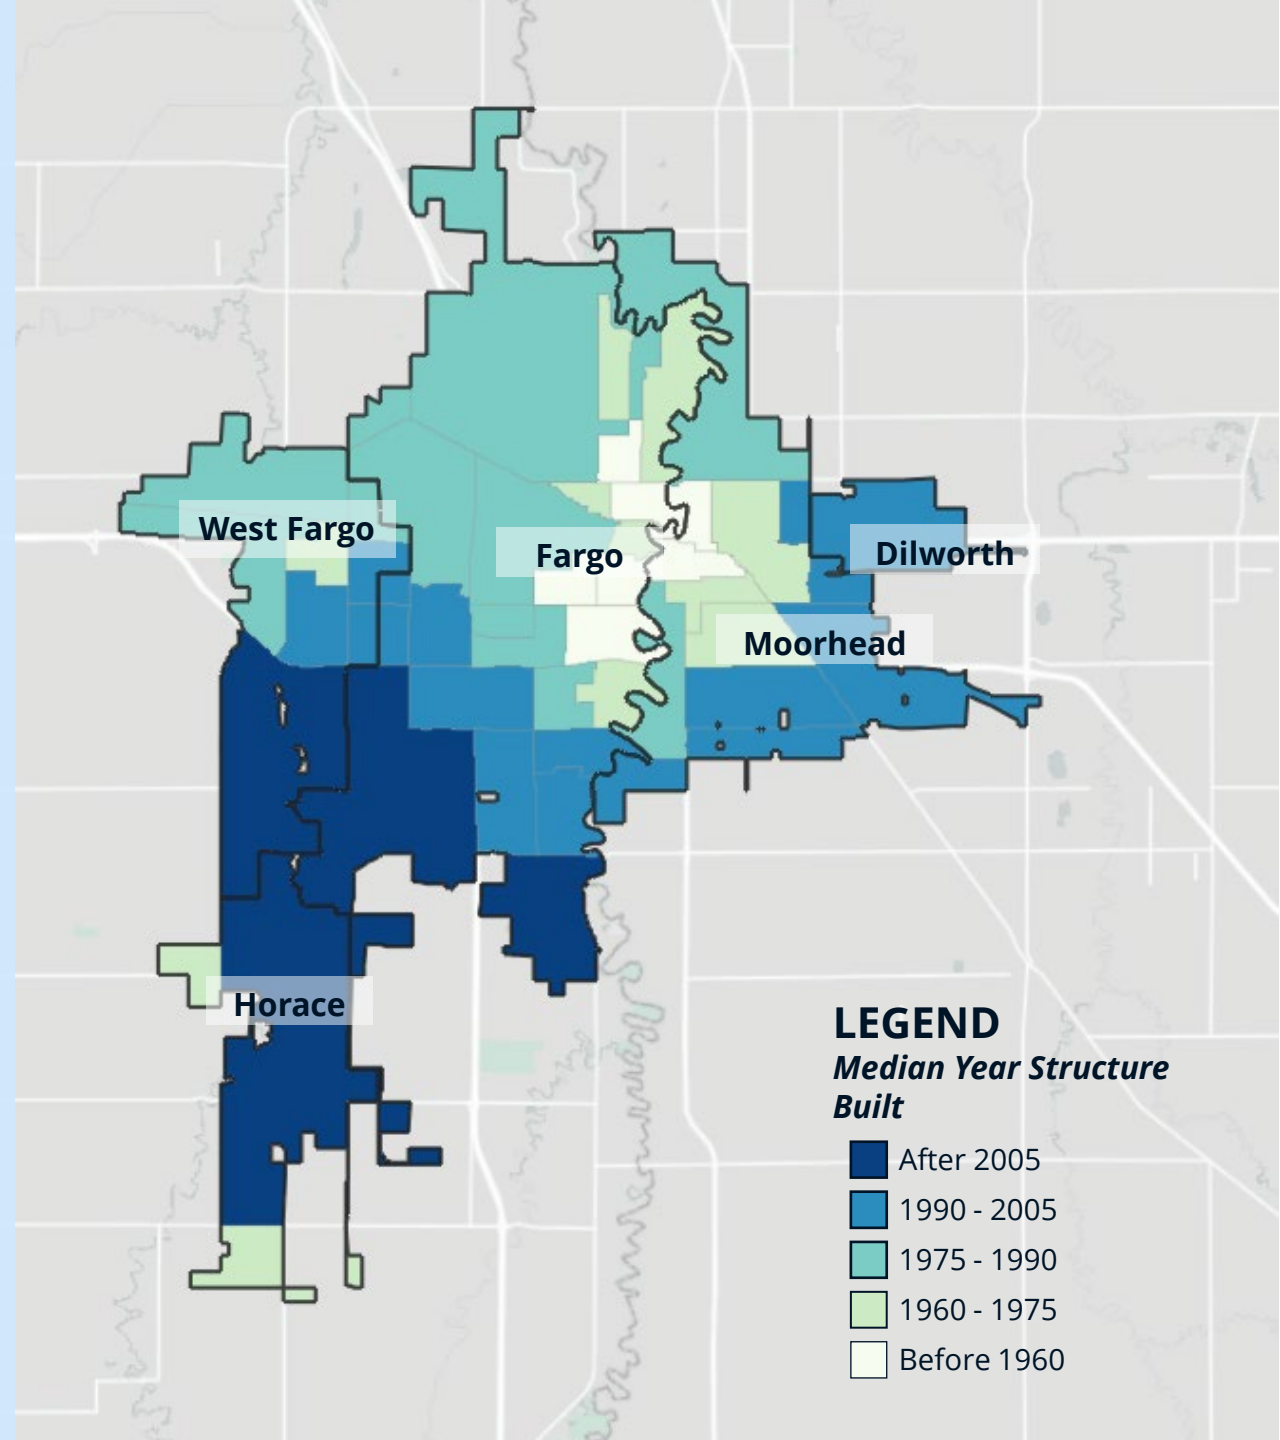 West Fargo
Fargo
Dilworth
Moorhead
Horace
LEGEND
Median Year Structure
Built
After 2005
1990 - 2005
1975 - 1990
1960 - 1975
Before 1960